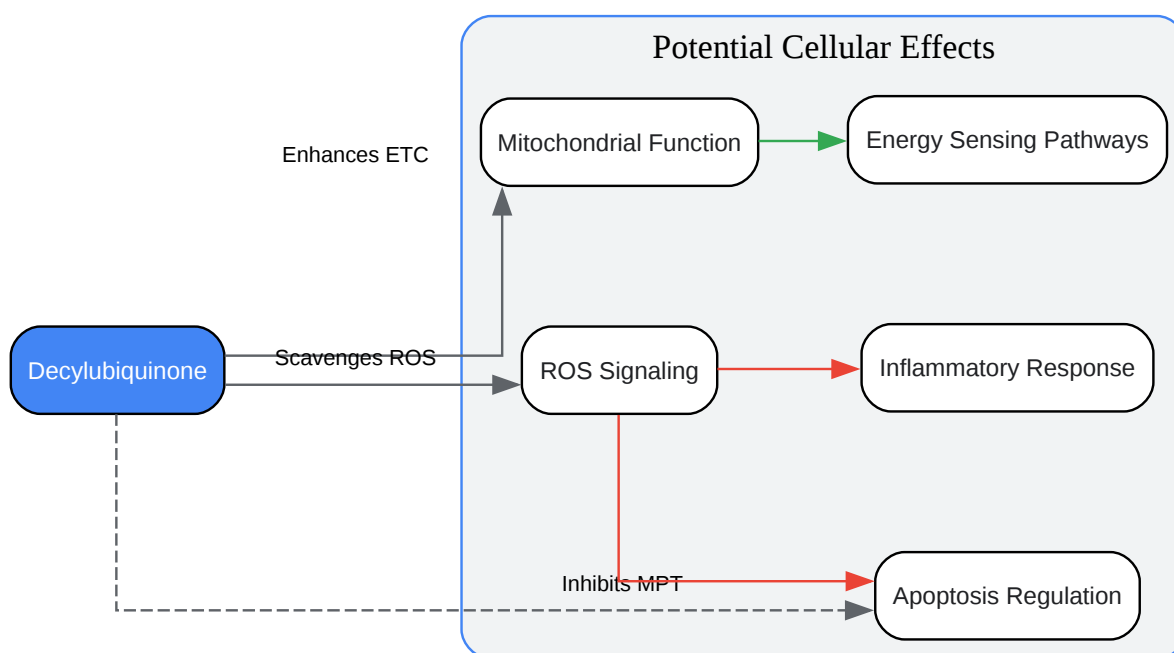 Potential Cellular Effects
Mitochondrial Function
Energy Sensing Pathways
Enhances ETC
Decylubiquinone
Scavenges ROS
ROS Signaling
Inflammatory Response
Inhibits MPT
Apoptosis Regulation